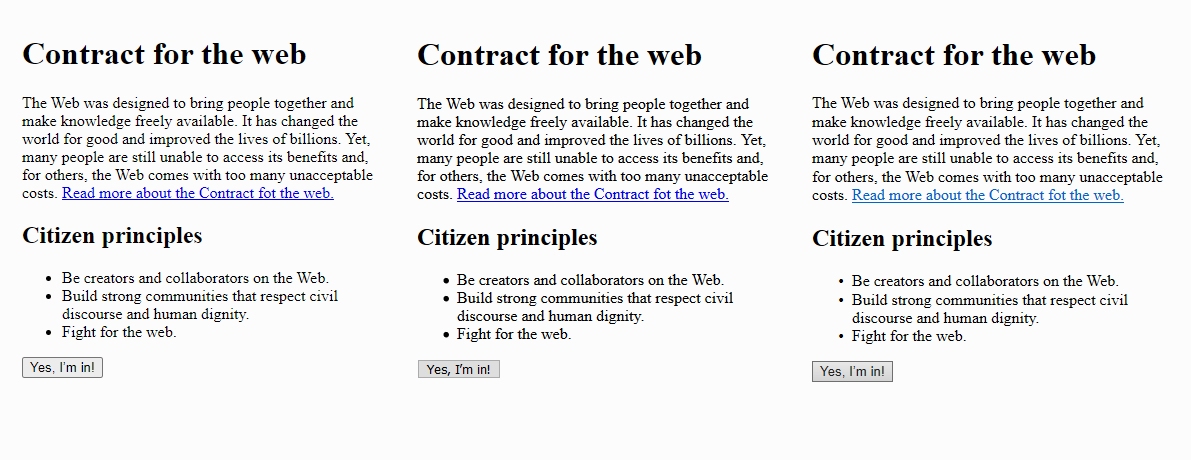 Contract for the web
The Web was designed to bring people together and
make knowledge freely available. It has changed the
world for good and improved the lives of billions. Yet,
many people are still unable to access its benefits and,
for others, the Web comes with too many unacceptable
costs. Read more about the Contract fot the web.
Citizen principles
• Be creators and collaborators on the Web.
• Build strong communities that respect civil
discourse and human dignity.
• Fight for the web.
Yes, I'm in!
Contract for the web
The Web was designed to bring people together and
make knowledge freely available. It has changed the
world for good and improved the lives of billions. Yet,
many people are still unable to access its benefits and,
for others, the Web comes with too many unacceptable
costs. Read more about the Contract fot the web.
Citizen principles
• Be creators and collaborators on the Web.
• Build strong communities that respect civil
discourse and human dignity.
• Fight for the web.
Yes, I'm in!
Contract for the web
The Web was designed to bring people together and
make knowledge freely available. It has changed the
world for good and improved the lives of billions. Yet,
many people are still unable to access its benefits and,
for others, the Web comes with too many unacceptable
costs. Read more about the Contract fot the web.
Citizen principles
• Be creators and collaborators on the Web.
• Build strong communities that respect civil
discourse and human dignity.
• Fight for the web.
Yes, I'm in!